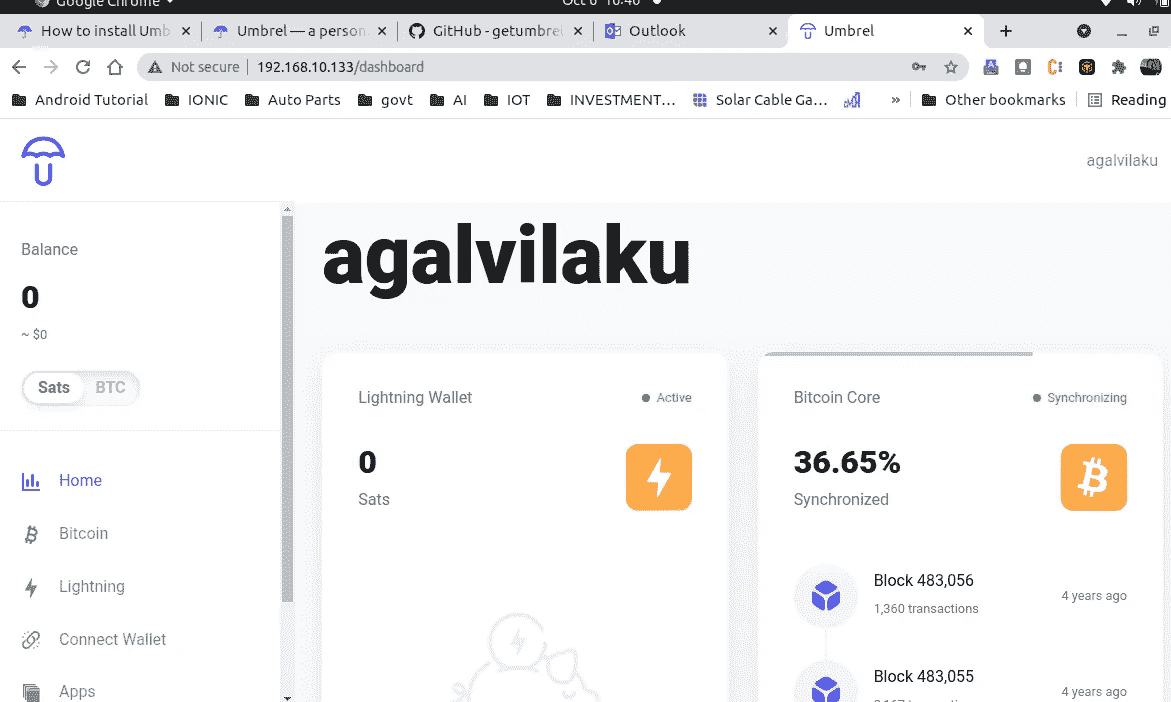 Google Chrome
Oct 6 16:40
How to install Umb
Umbrel — a person
GitHub - getumbrel
Outlook
Umbrel
Not secure
192.168.10.133/dashboard
Android Tutorial
IONIC
Auto Parts
govt
AI
IOT
INVESTMENT…
Solar Cable Ga…
»
Other bookmarks
Reading
agalvilaku
Balance
0
~ $0
Sats BTC
Home
Bitcoin
Lightning
Connect Wallet
Apps
agalvilaku
Lightning Wallet
Active
0
Sats
Bitcoin Core
Synchronizing
36.65%
Synchronized
Block 483,056
1,360 transactions
4 years ago
Block 483,055
4 years ago